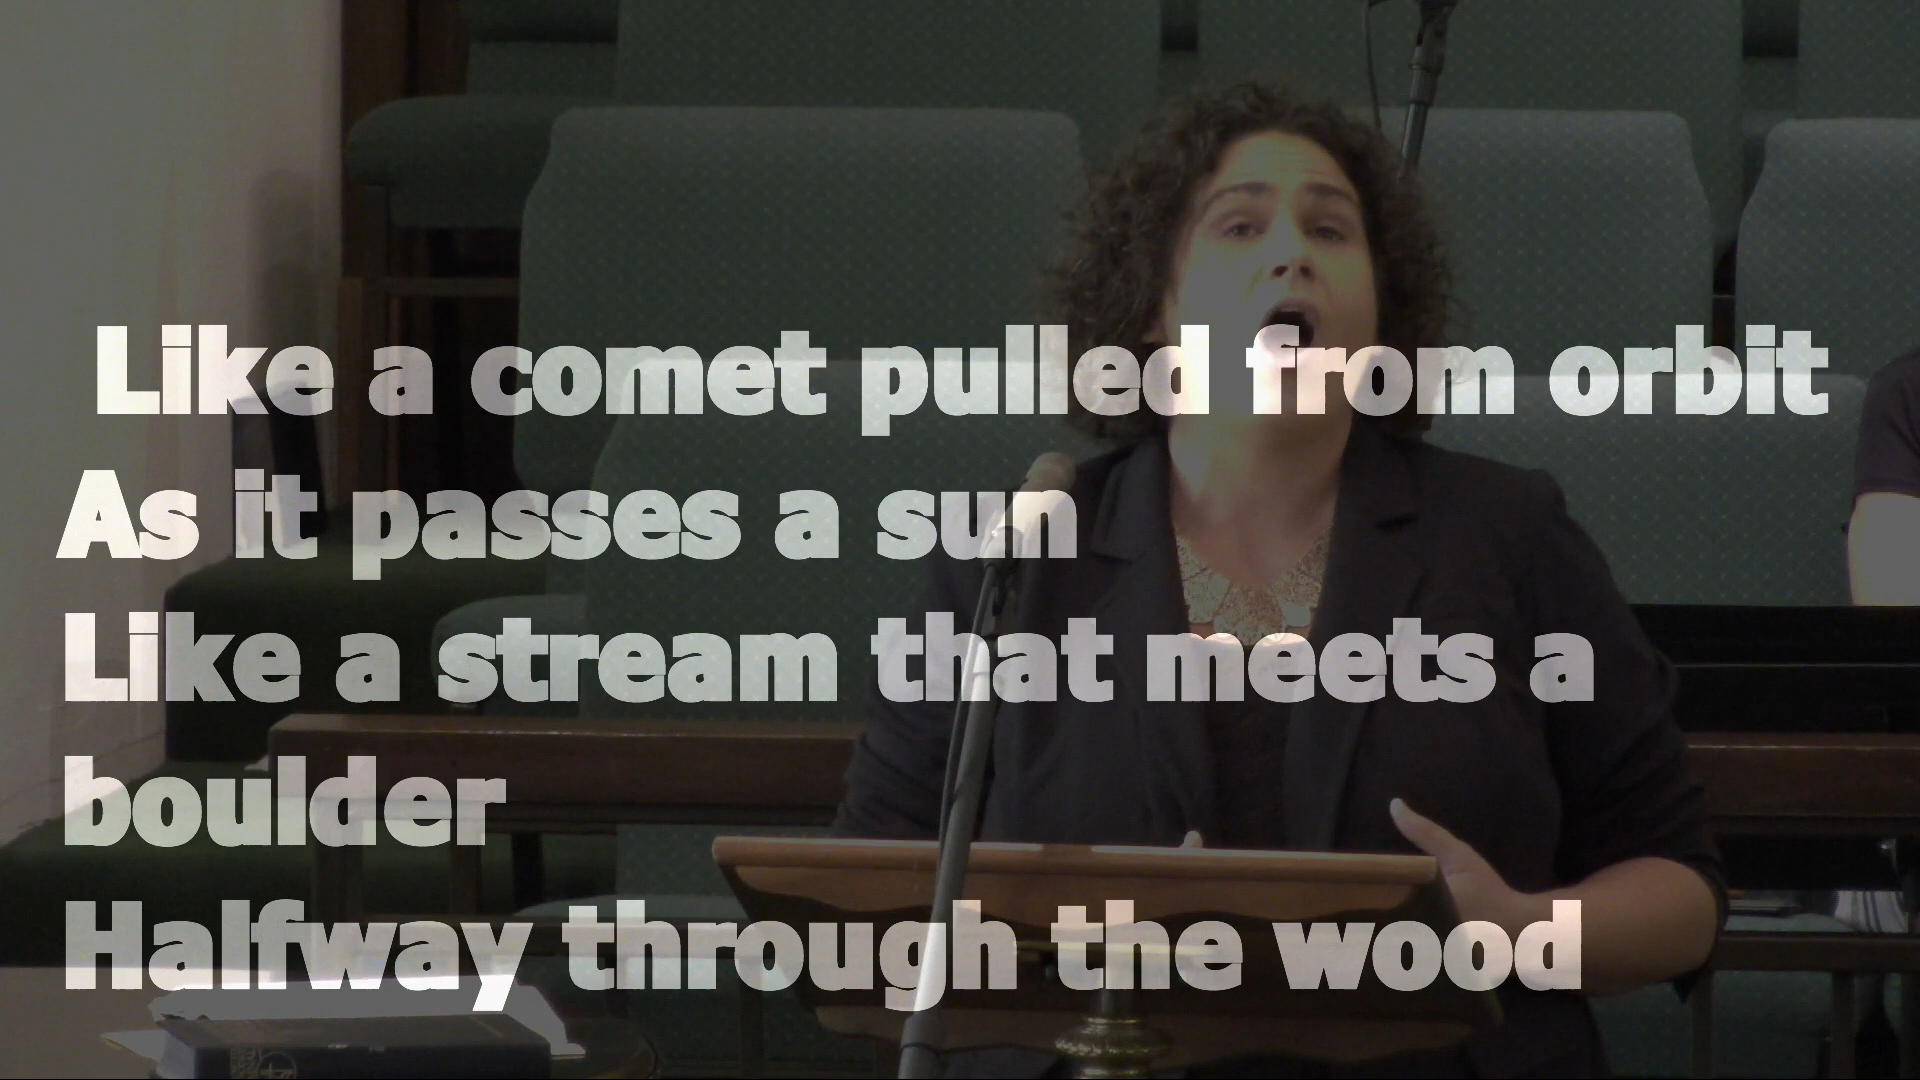 Like a comet pulled from orbit
As it passes a sun
Like a stream that meets a
boulder
Halfway through the wood